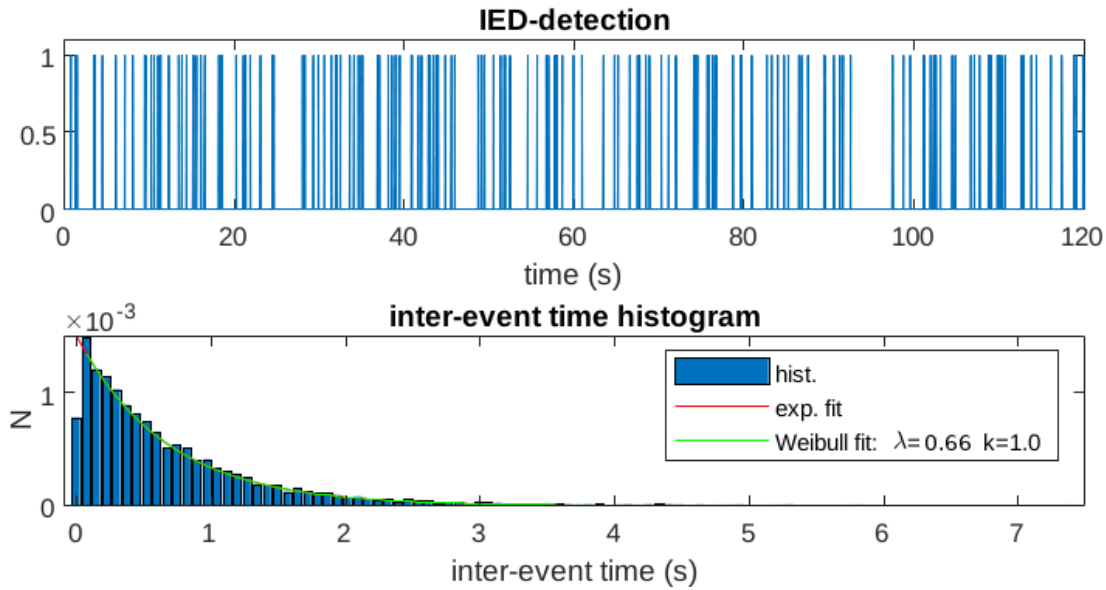 IED-detection
1
0.5
0
0 20 40 60 80 100 120
time (s)
×10⁻³
inter-event time histogram
N
1
0
hist.
exp. fit
Weibull fit: λ=0.66 k=1.0
0 1 2 3 4 5 6 7
inter-event time (s)